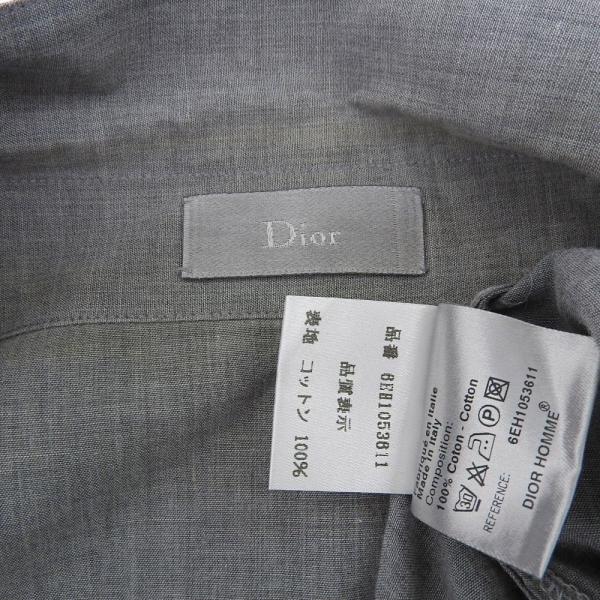 Dior
品番 6EH1053611
品質表示
表地 コットン 100%
Fabriqué en Italie
Made in Italy
Composition:
100% Coton - Cotton
30 P
REFERENCE: 6EH1053611
DIOR HOMME®